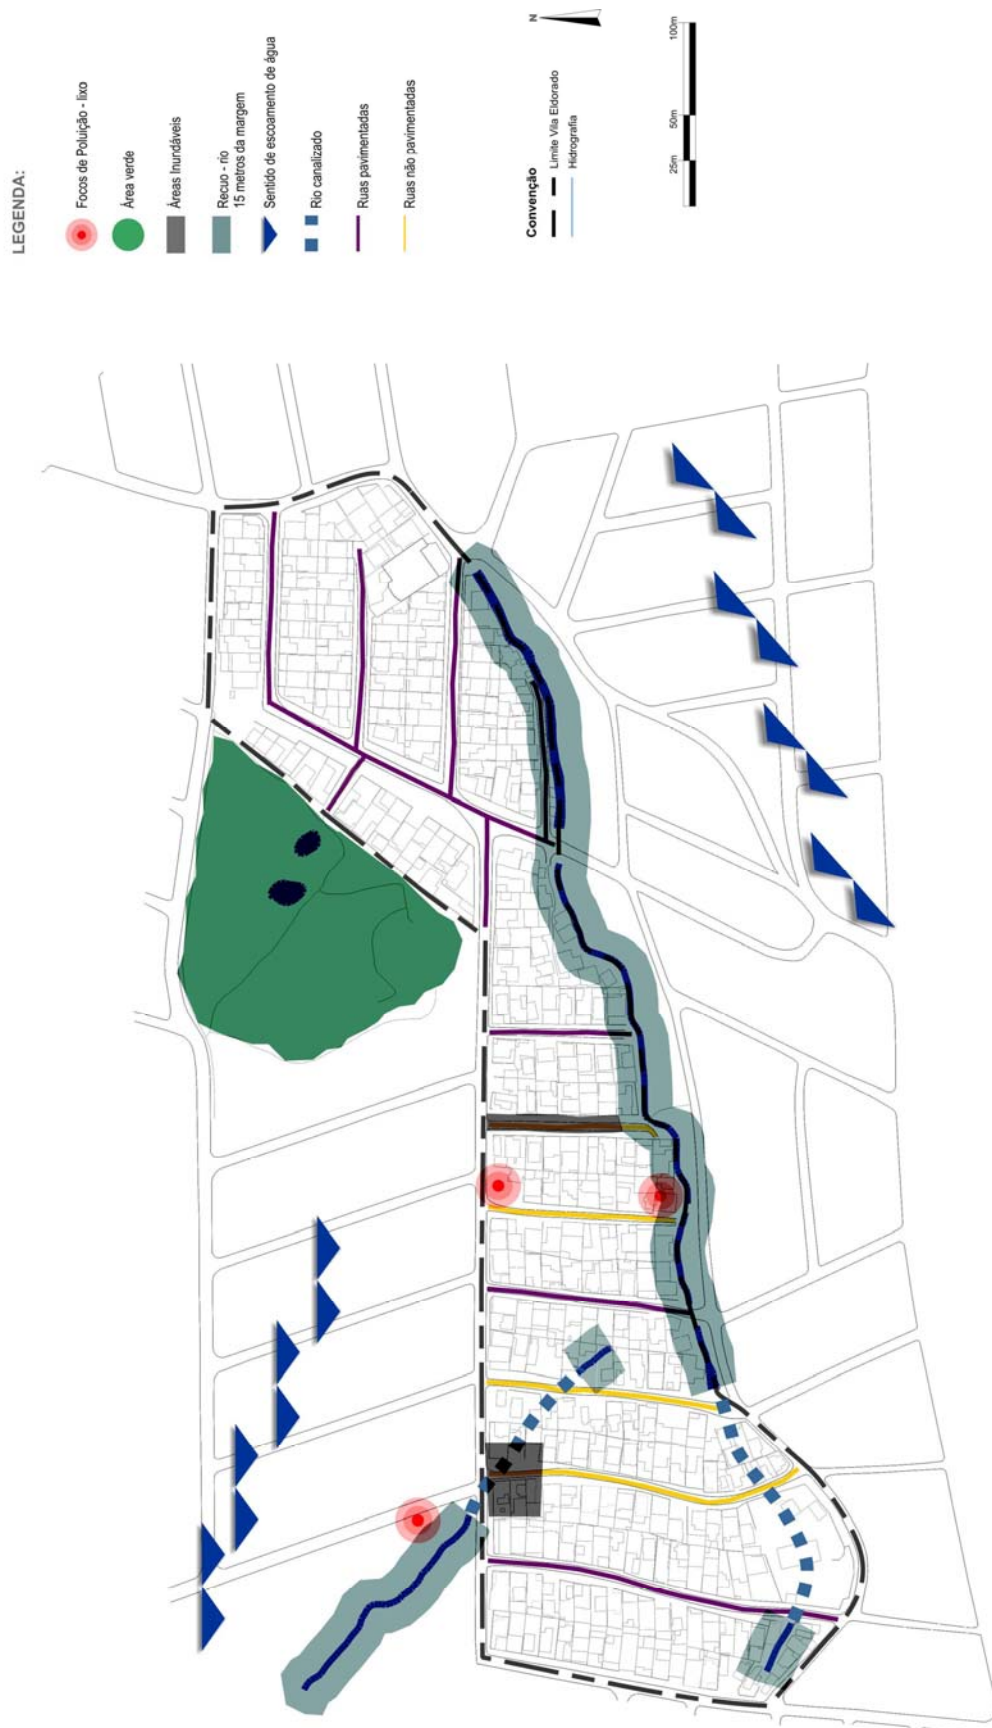 LEGENDA:
Focos de Poluição - lixo
Área verde
Áreas Inundáveis
Recuo - rio
15 metros da margem
Sentido de escoamento de água
Rio canalizado
Ruas pavimentadas
Ruas não pavimentadas
Convenção
Limite Vila Eldorado
Hidrografia
N
25m
50m
100m